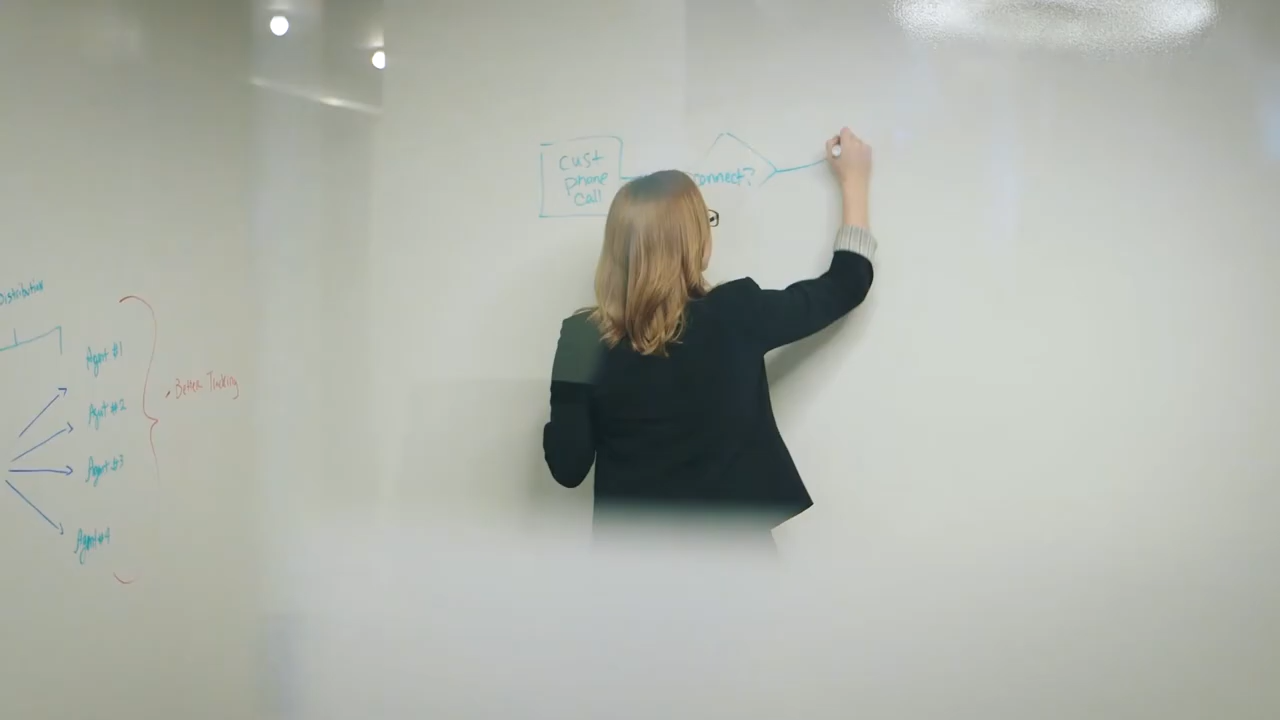 Distribution
Agent #1
Agent #2
Agent #3
Agent #4
Better Tracking
cust
phone
call
connect?